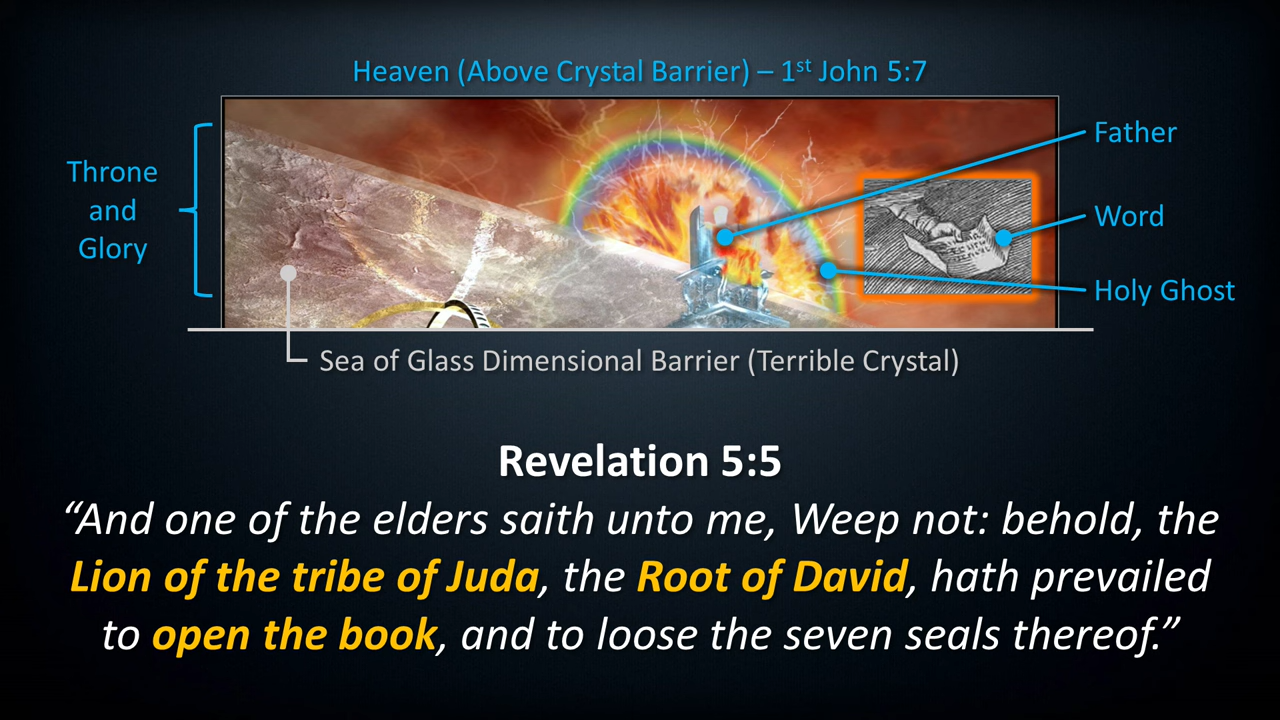 Heaven (Above Crystal Barrier) – 1st John 5:7
Throne
and
Glory
Father
Word
Holy Ghost
Sea of Glass Dimensional Barrier (Terrible Crystal)
Revelation 5:5
“And one of the elders saith unto me, Weep not: behold, the
Lion of the tribe of Juda, the Root of David, hath prevailed
to open the book, and to loose the seven seals thereof.”